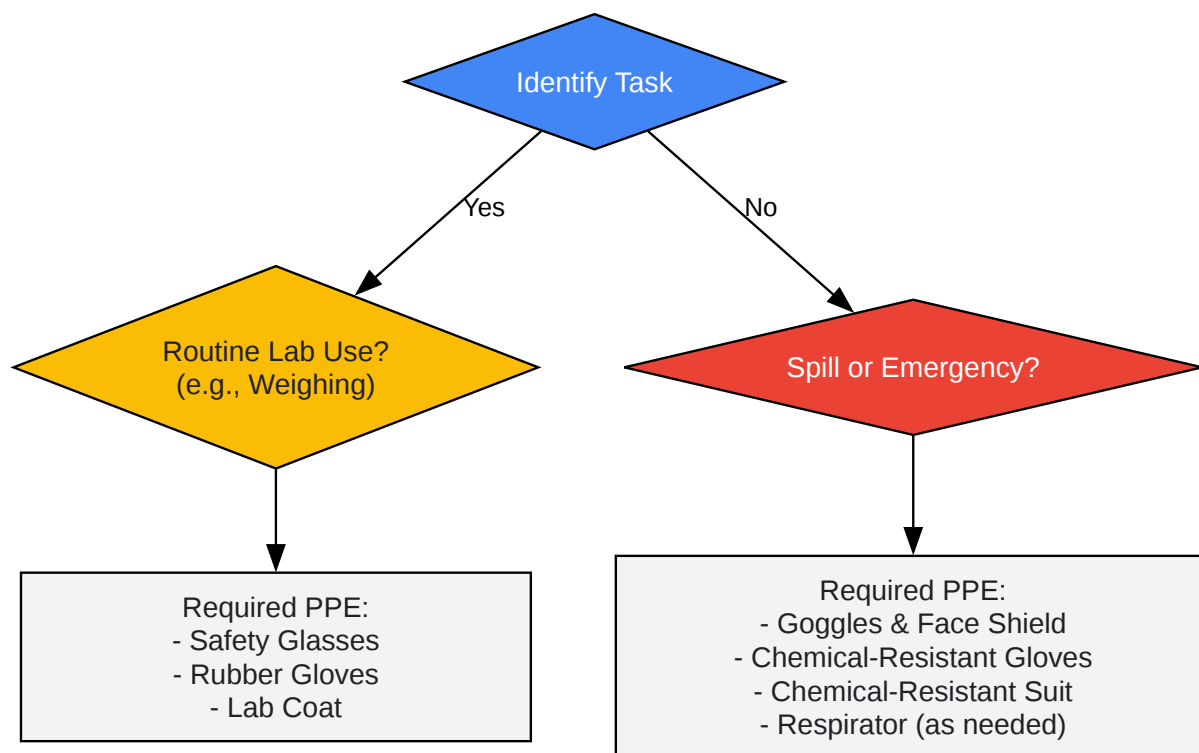 Identify Task
Yes
No
Routine Lab Use?
(e.g., Weighing)
Spill or Emergency?
Required PPE:
- Safety Glasses
- Rubber Gloves
- Lab Coat
Required PPE:
- Goggles & Face Shield
- Chemical-Resistant Gloves
- Chemical-Resistant Suit
- Respirator (as needed)